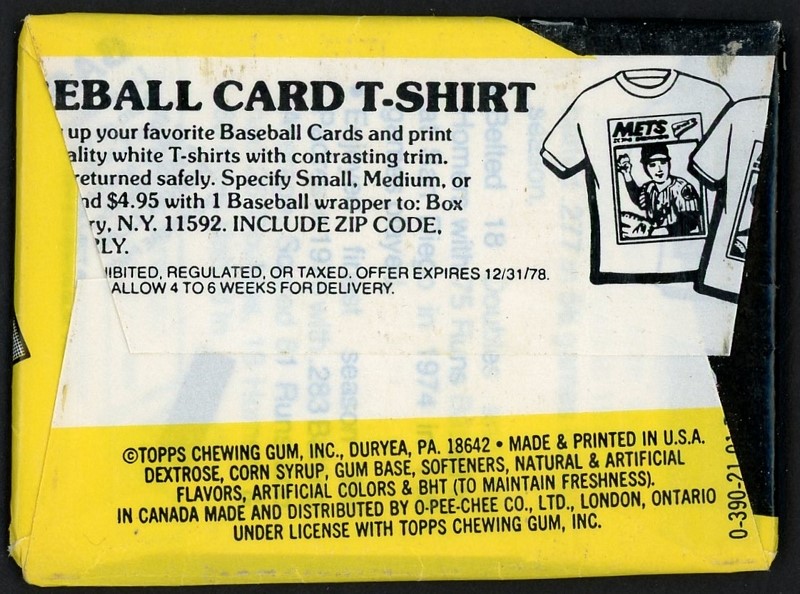 EBALL CARD T-SHIRT
up your favorite Baseball Cards and print
ality white T-shirts with contrasting trim.
returned safely. Specify Small, Medium, or
nd $4.95 with 1 Baseball wrapper to: Box
ry, N.Y. 11592. INCLUDE ZIP CODE,
LY.
IBITED, REGULATED, OR TAXED. OFFER EXPIRES 12/31/78.
ALLOW 4 TO 6 WEEKS FOR DELIVERY.
METS
©TOPPS CHEWING GUM, INC., DURYEA, PA. 18642 • MADE & PRINTED IN U.S.A.
DEXTROSE, CORN SYRUP, GUM BASE, SOFTENERS, NATURAL & ARTIFICIAL
FLAVORS, ARTIFICIAL COLORS & BHT (TO MAINTAIN FRESHNESS).
IN CANADA MADE AND DISTRIBUTED BY O-PEE-CHEE CO., LTD., LONDON, ONTARIO
UNDER LICENSE WITH TOPPS CHEWING GUM, INC.
0-390-21